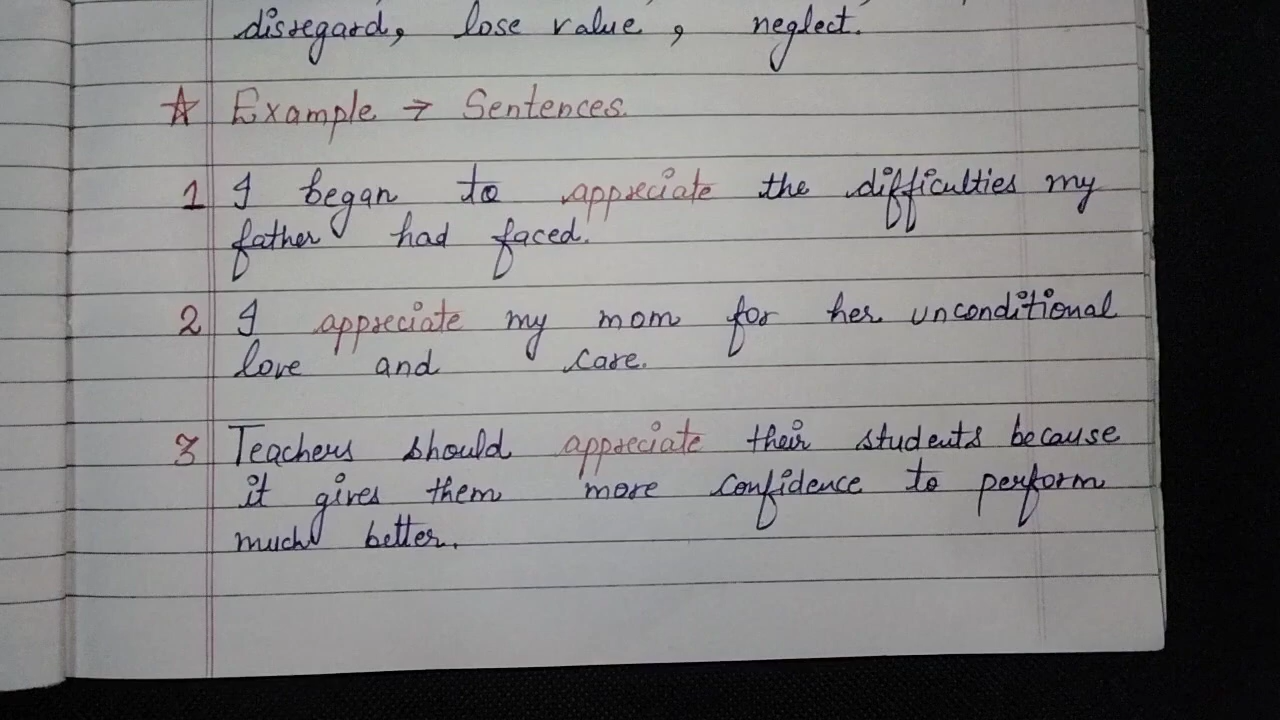 disregard, lose value, neglect.
☆ Example → Sentences.
1 I began to appreciate the difficulties my
father had faced.
2 I appreciate my mom for her unconditional
love and care.
3 Teachers should appreciate their students because
it gives them more confidence to perform
much better.